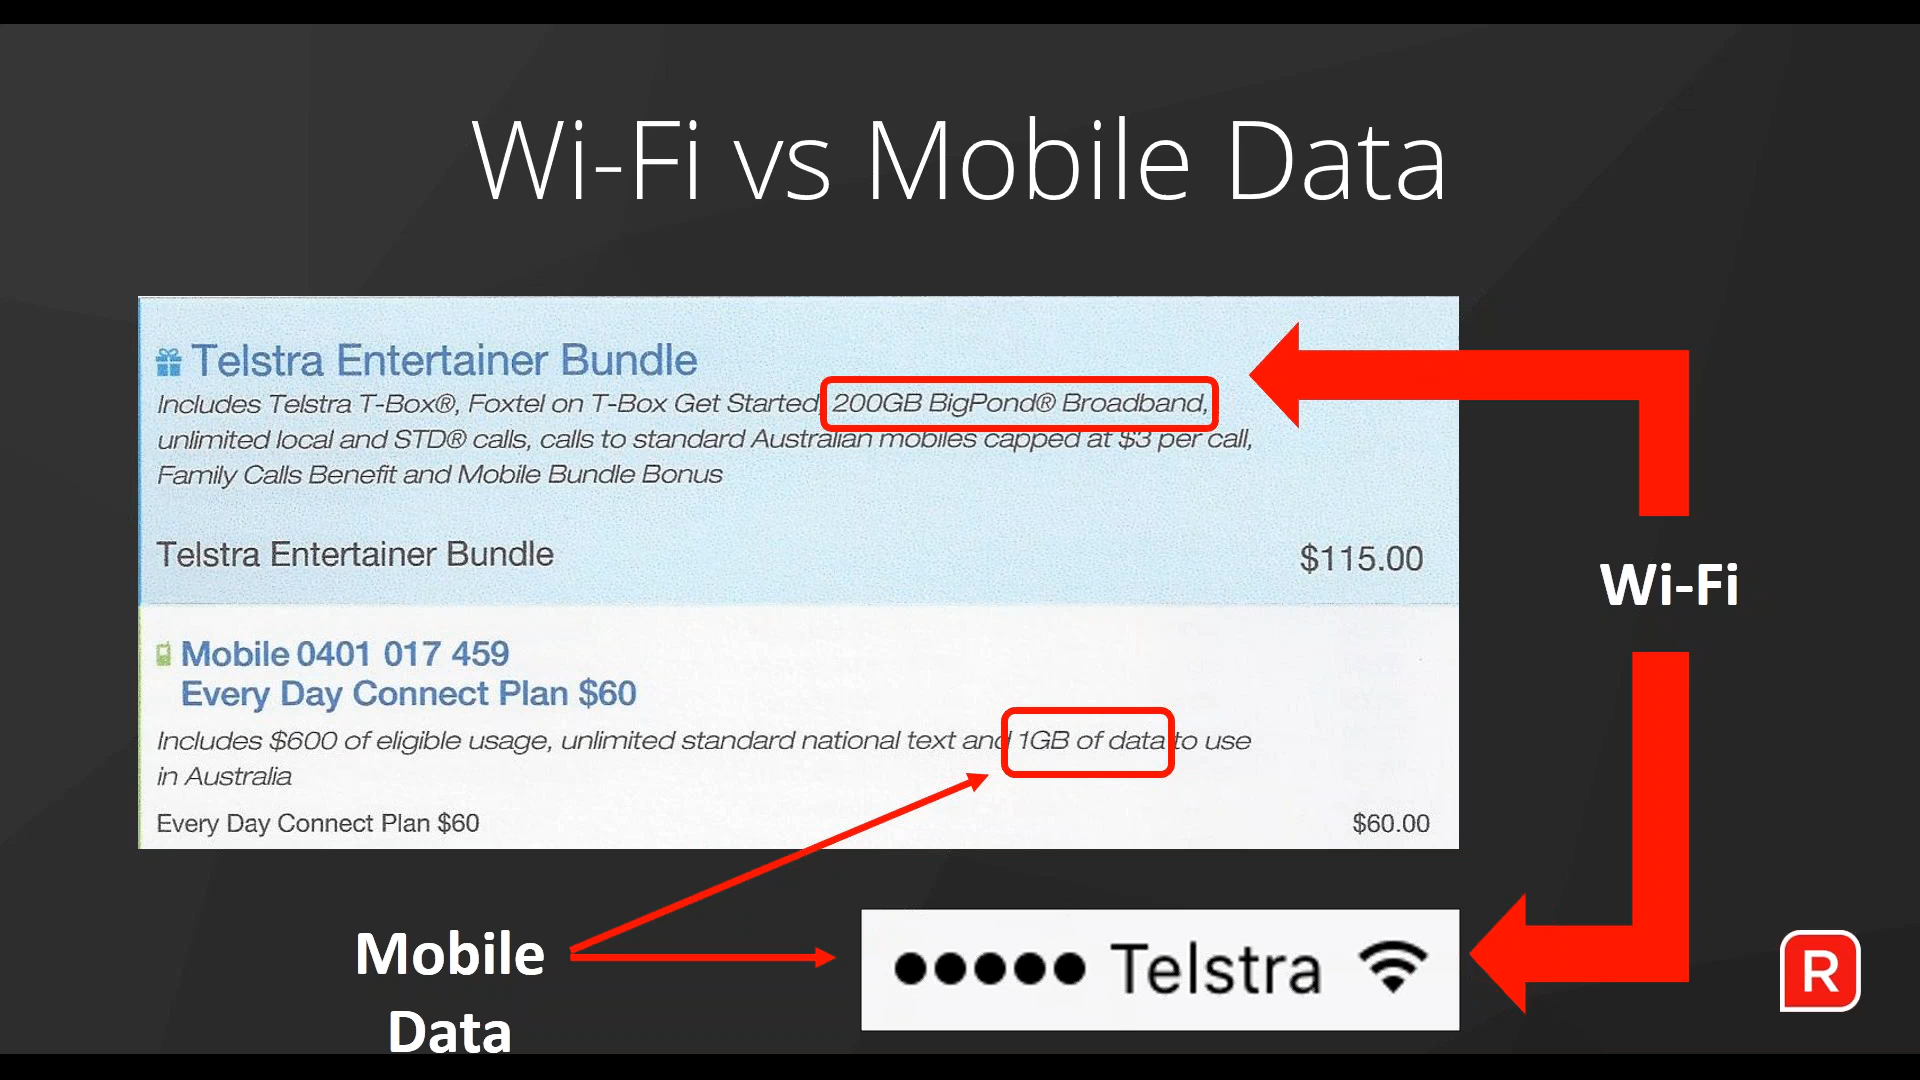 Wi-Fi vs Mobile Data
Telstra Entertainer Bundle
Includes Telstra T-Box®, Foxtel on T-Box Get Started, 200GB BigPond® Broadband,
unlimited local and STD® calls, calls to standard Australian mobiles capped at $3 per call,
Family Calls Benefit and Mobile Bundle Bonus
Telstra Entertainer Bundle $115.00
Wi-Fi
Mobile 0401 017 459
Every Day Connect Plan $60
Includes $600 of eligible usage, unlimited standard national text and 1GB of data to use
in Australia
Every Day Connect Plan $60 $60.00
Mobile
Data
Telstra
R